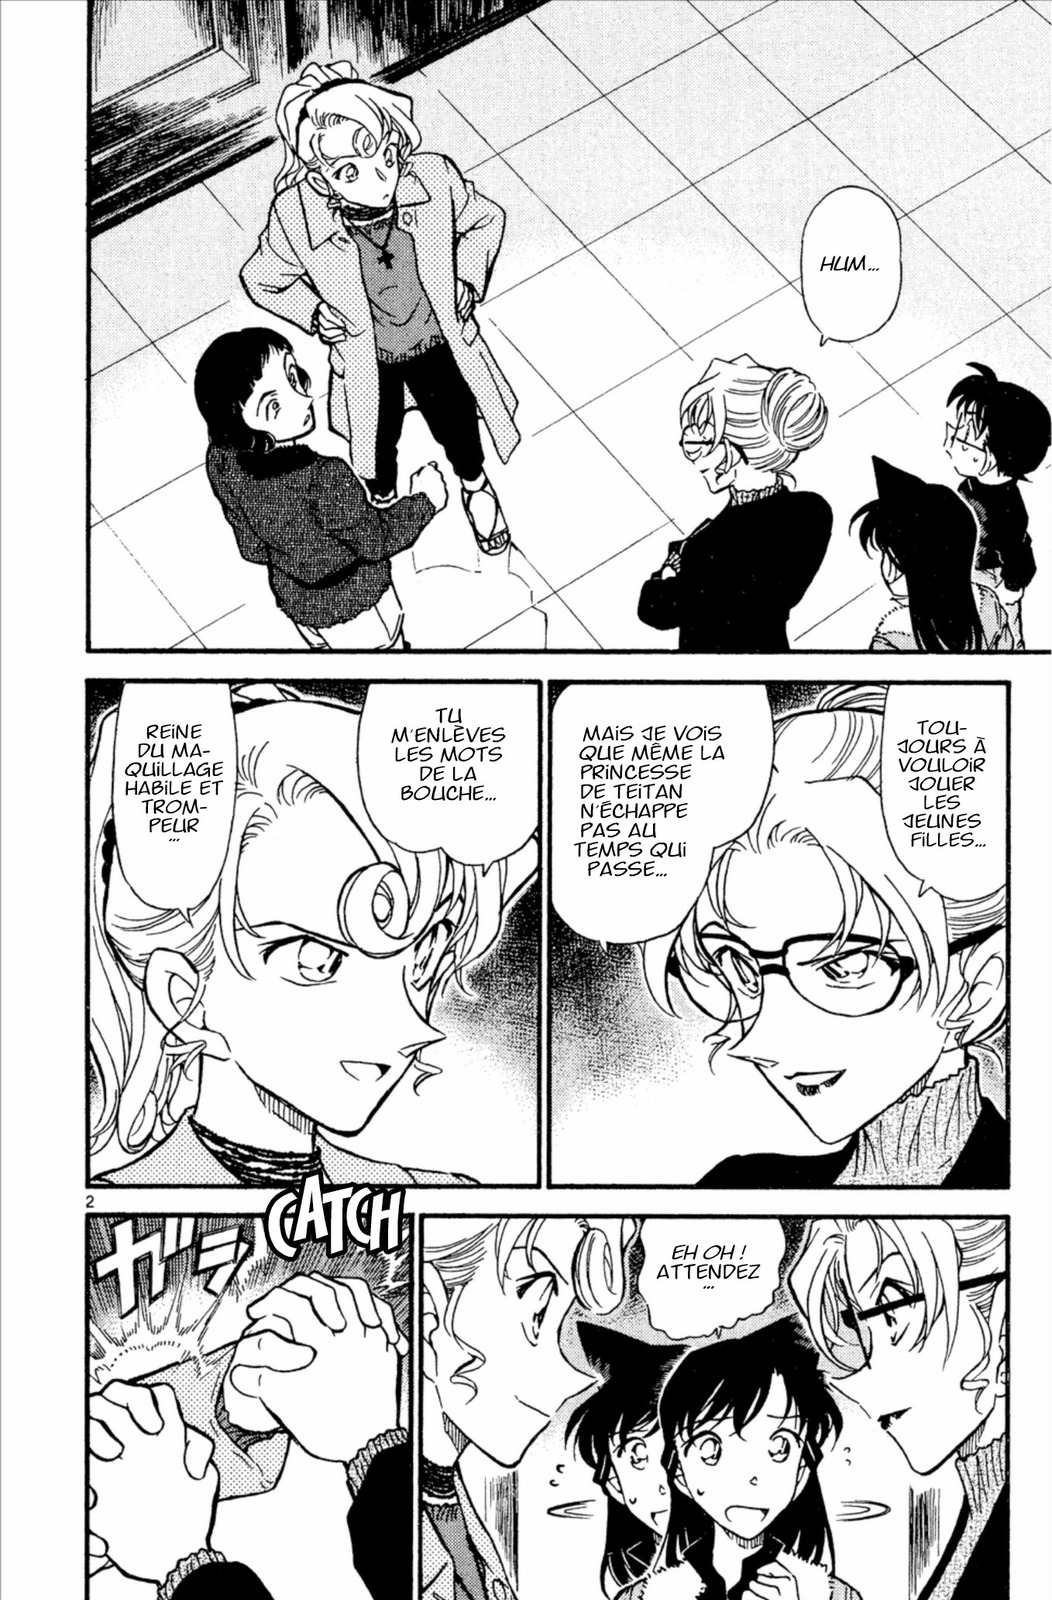 HUM...
TOU-
JOURS À
VOULOIR
JOUER
LES
JEUNES
FILLES...
MAIS JE VOIS
QUE MÊME LA
PRINCESSE
DE TEITAN
N'ÉCHAPPE
PAS AU
TEMPS QUI
PASSE...
TU
M'ENLÈVES
LES MOTS
DE LA
BOUCHE...
REINE
DU MA-
QUILLAGE
HABILE ET
TROM-
PEUR
...
2
EH OH !
ATTENDEZ
...
CATCH
ガシ